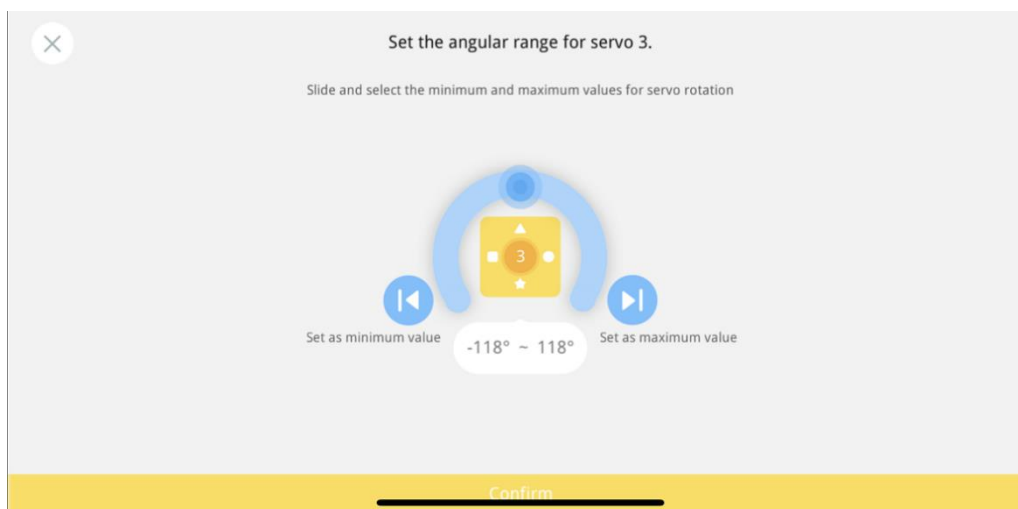 Set the angular range for servo 3.
Slide and select the minimum and maximum values for servo rotation
3
Set as minimum value
-118° ~ 118°
Set as maximum value
Confirm